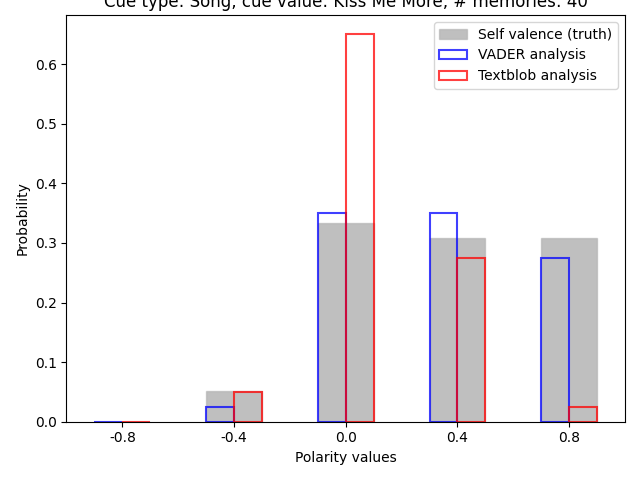 Cue type: Song, cue value: Kiss Me More, # memories: 40
Self valence (truth)
VADER analysis
Textblob analysis
Probability
0.6
0.5
0.4
0.3
0.2
0.1
0.0
-0.8
-0.4
0.0
0.4
0.8
Polarity values